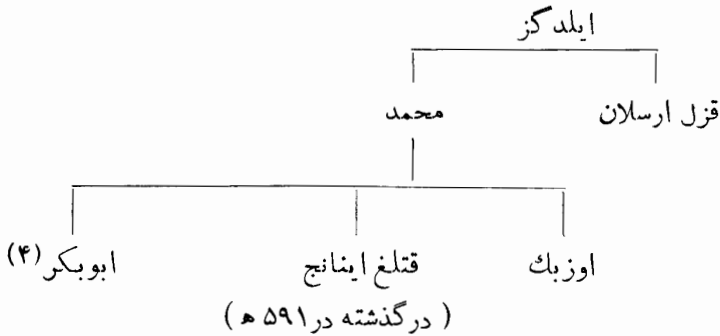 ایلدگز
قزل ارسلان محمد
اوزبك قتلغ اینانج ابوبکر (۴)
( درگذشته در ۵۹۱ ه )